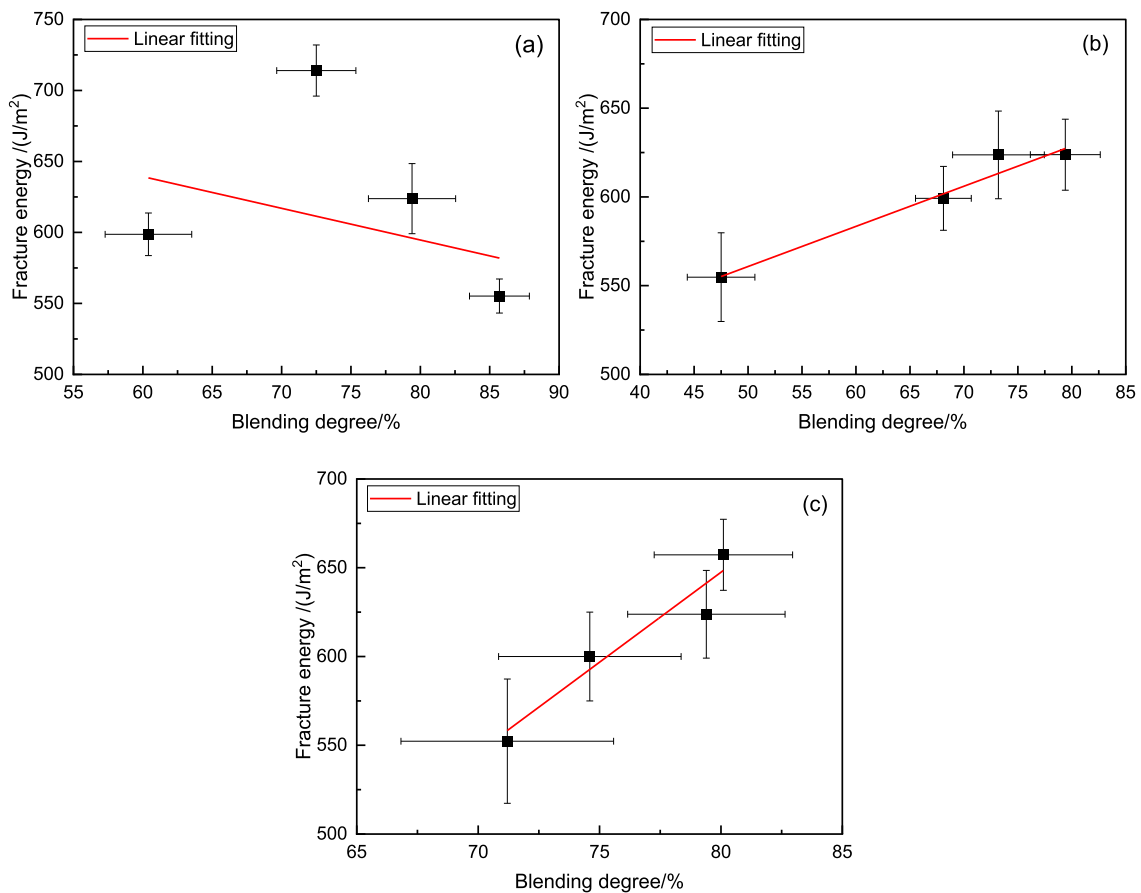 750
700
650
600
550
500
Fracture energy /(J/m²)
Linear fitting
(a)
55 60 65 70 75 80 85 90
Blending degree/%
700
650
600
550
500
Fracture energy /(J/m²)
Linear fitting
(b)
40 45 50 55 60 65 70 75 80 85
Blending degree/%
700
650
600
550
500
Fracture energy /(J/m²)
Linear fitting
(c)
65 70 75 80 85
Blending degree/%